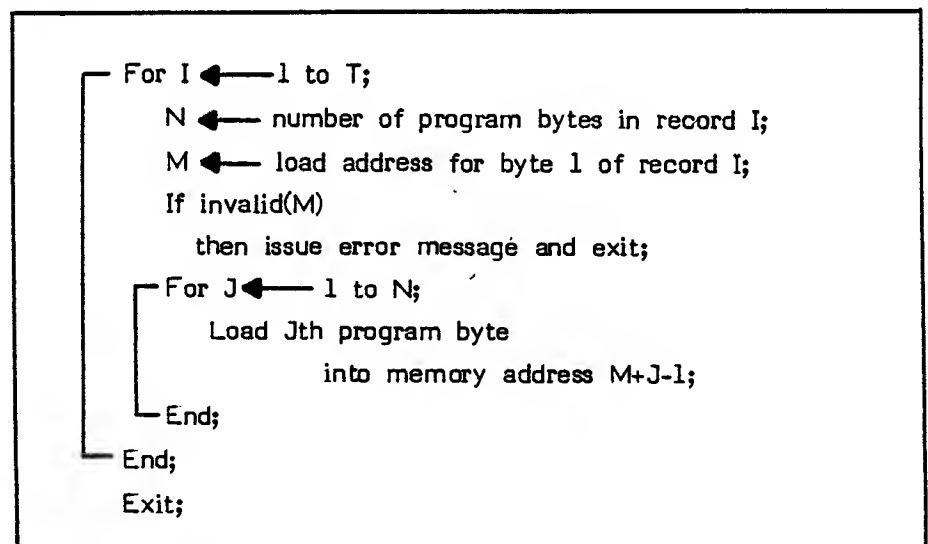 For I ← 1 to T;
N ← number of program bytes in record I;
M ← load address for byte 1 of record I;
If invalid(M)
then issue error message and exit;
For J ← 1 to N;
Load Jth program byte
into memory address M+J-1;
End;
End;
Exit;